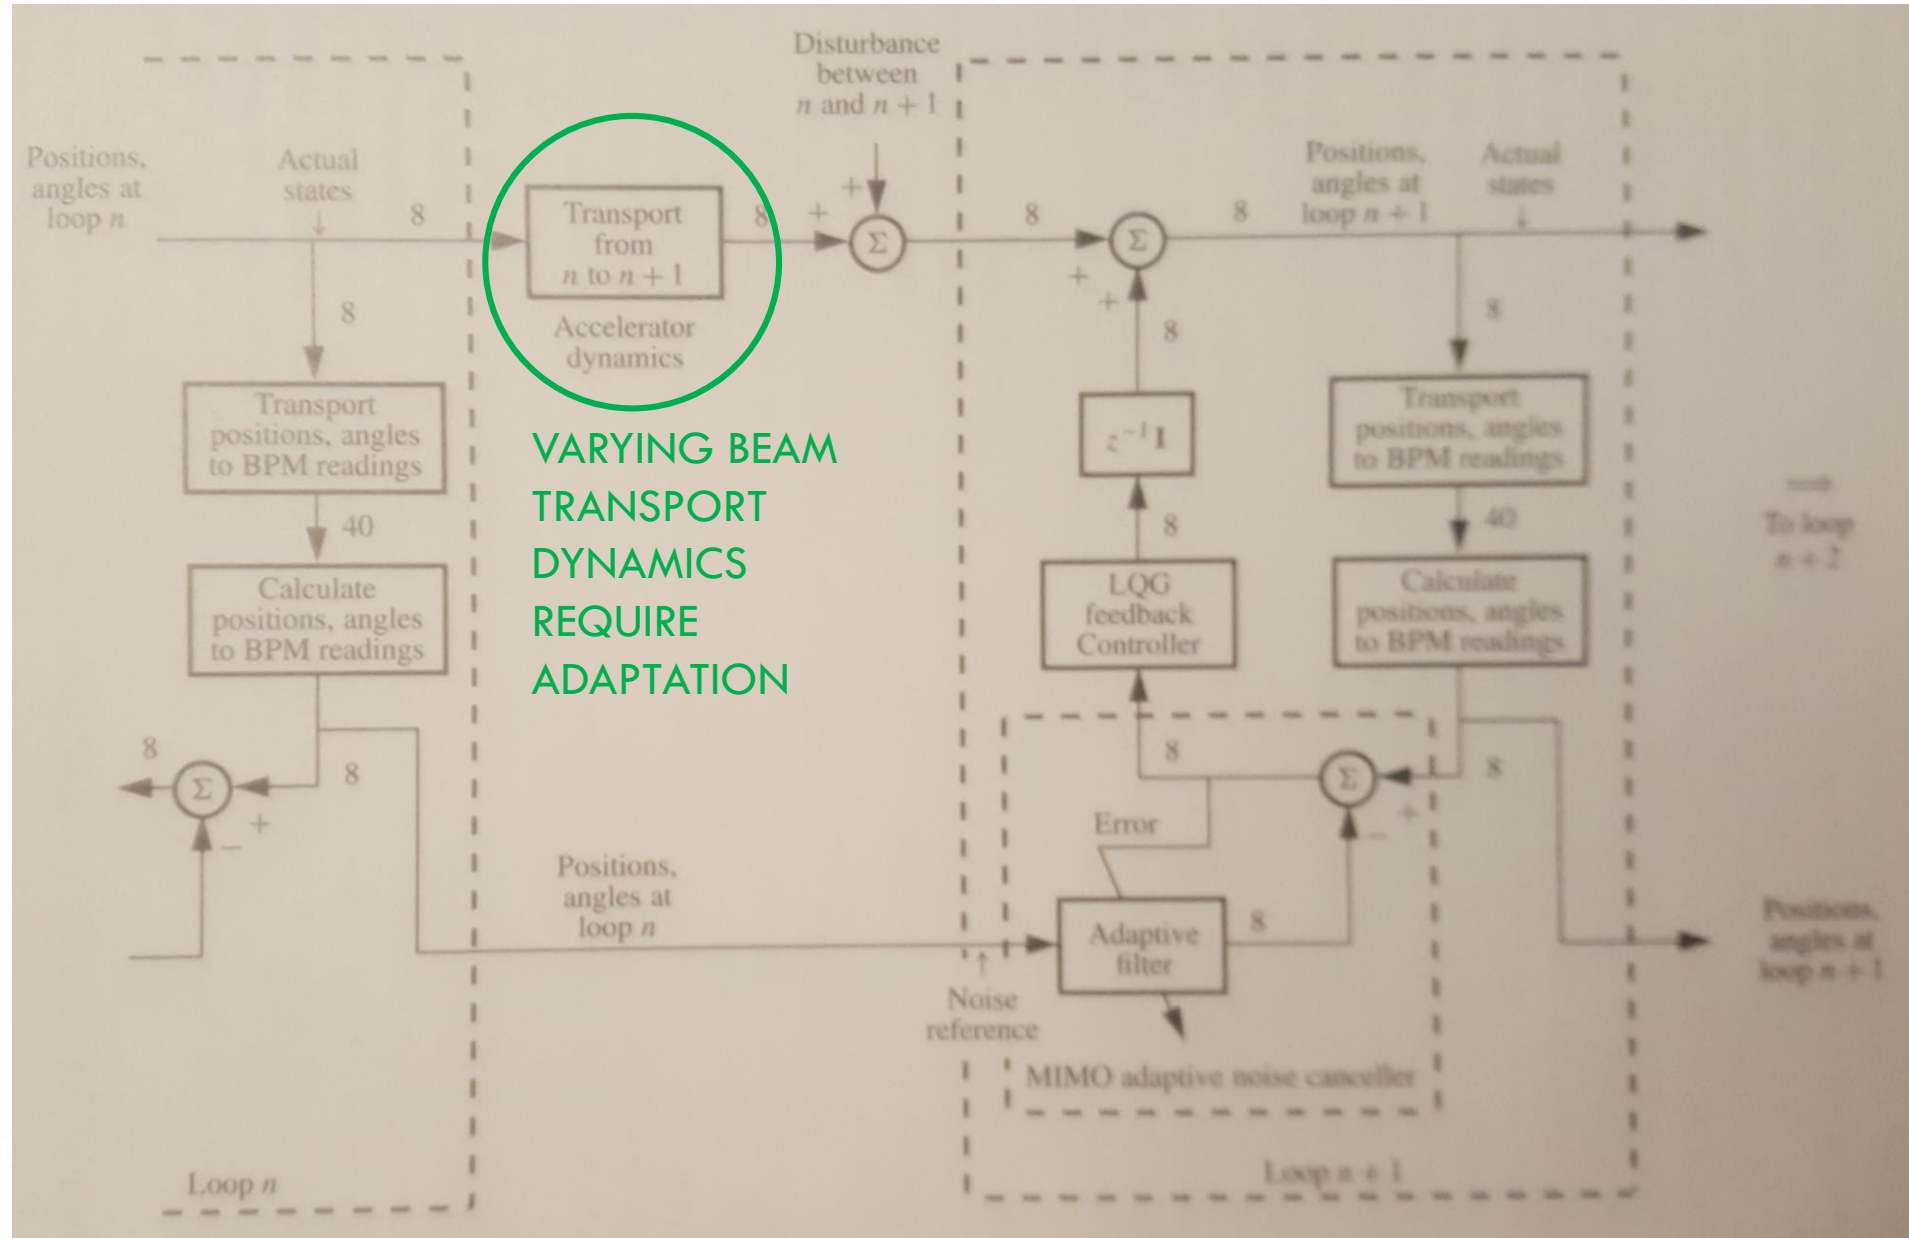 Disturbance
between
n and n + 1
Positions,
angles at
loop n
Actual
states
↓
8
Transport
from
n to n + 1
8
+
+
Σ
8
Σ
+
+
8
Positions,
angles at
loop n + 1
Actual
states
↓
Accelerator
dynamics
8
8
8
Transport
positions, angles
to BPM readings
VARYING BEAM
TRANSPORT
DYNAMICS
REQUIRE
ADAPTATION
z⁻¹ I
Transport
positions, angles
to BPM readings
40
8
40
⇒
To loop
n + 2
Calculate
positions, angles
to BPM readings
LQG
feedback
Controller
Calculate
positions, angles
to BPM readings
8
Σ
8
+
−
8
Σ
8
+
−
Error
Positions,
angles at
loop n
Adaptive
filter
8
Positions,
angles at
loop n + 1
↑
Noise
reference
MIMO adaptive noise canceller
Loop n
Loop n + 1